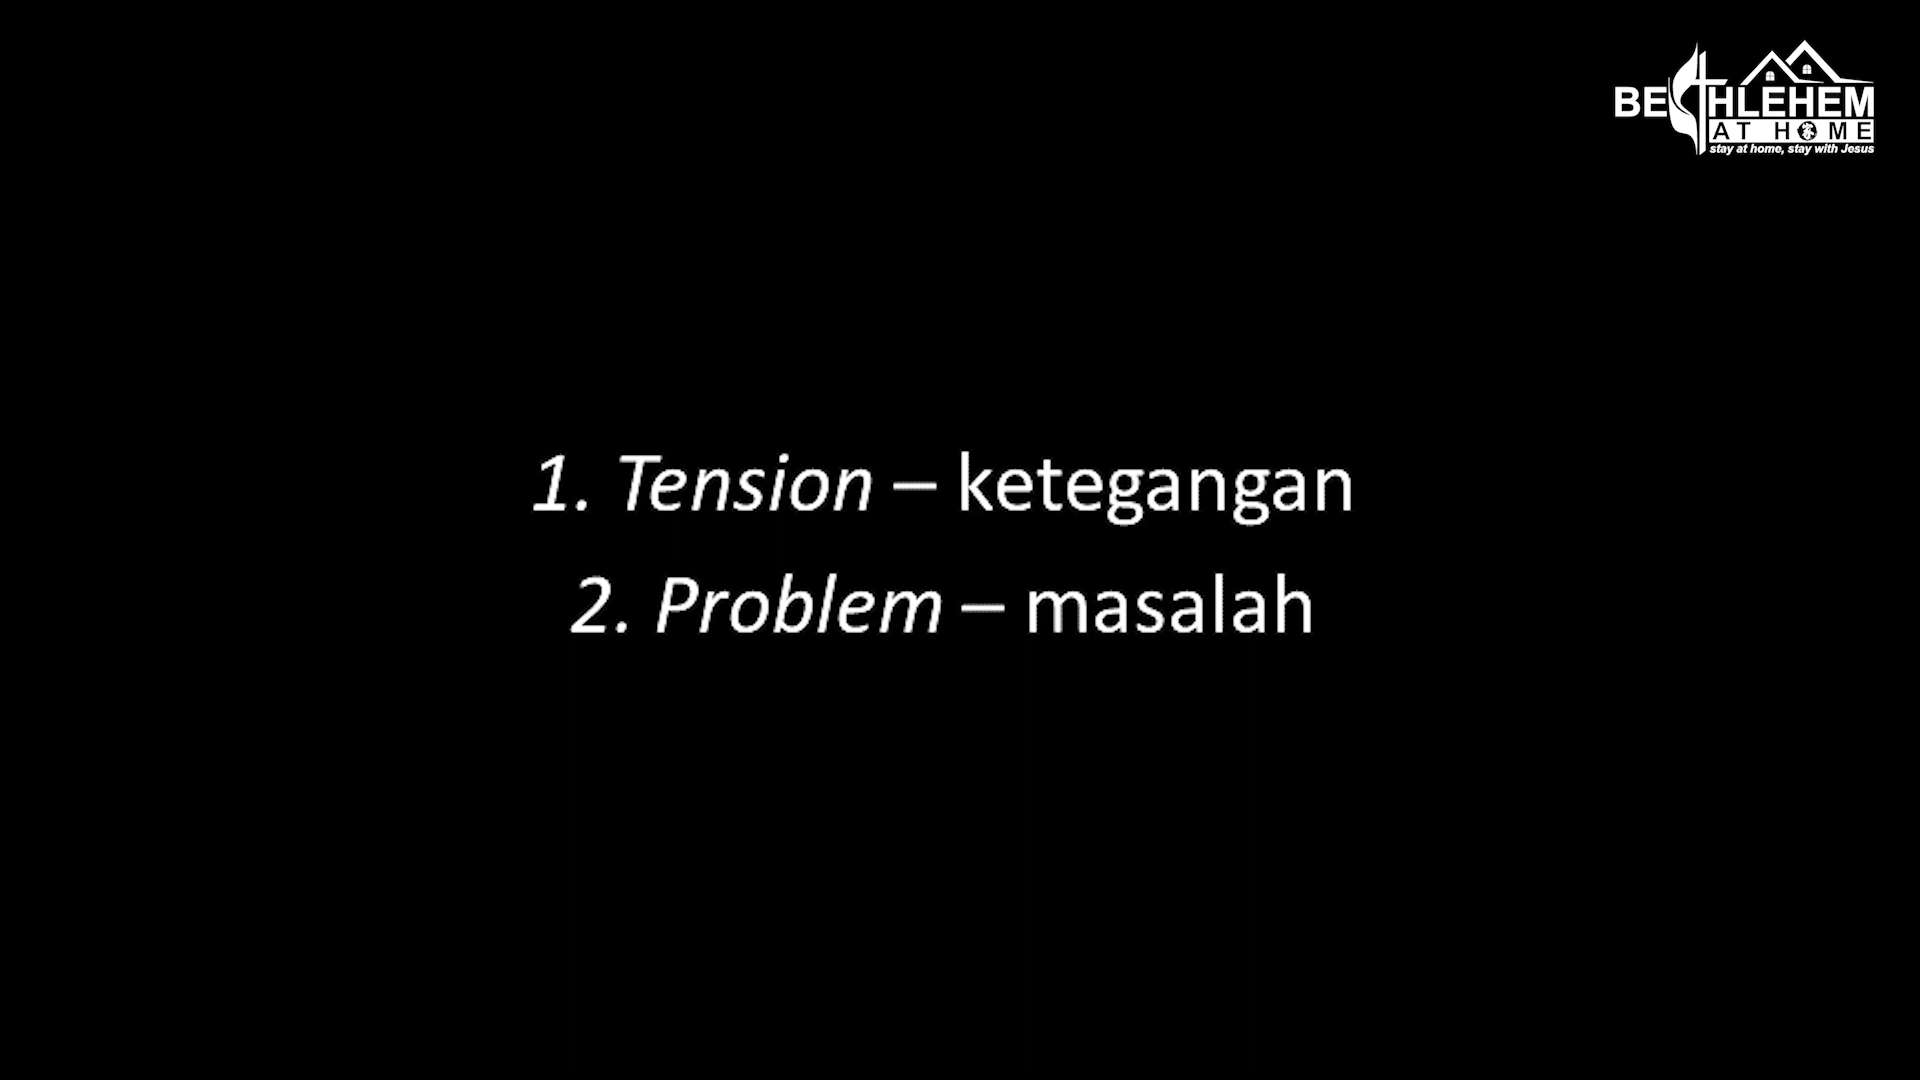 BETHLEHEM
AT HOME
stay at home, stay with Jesus
1. Tension – ketegangan
2. Problem – masalah